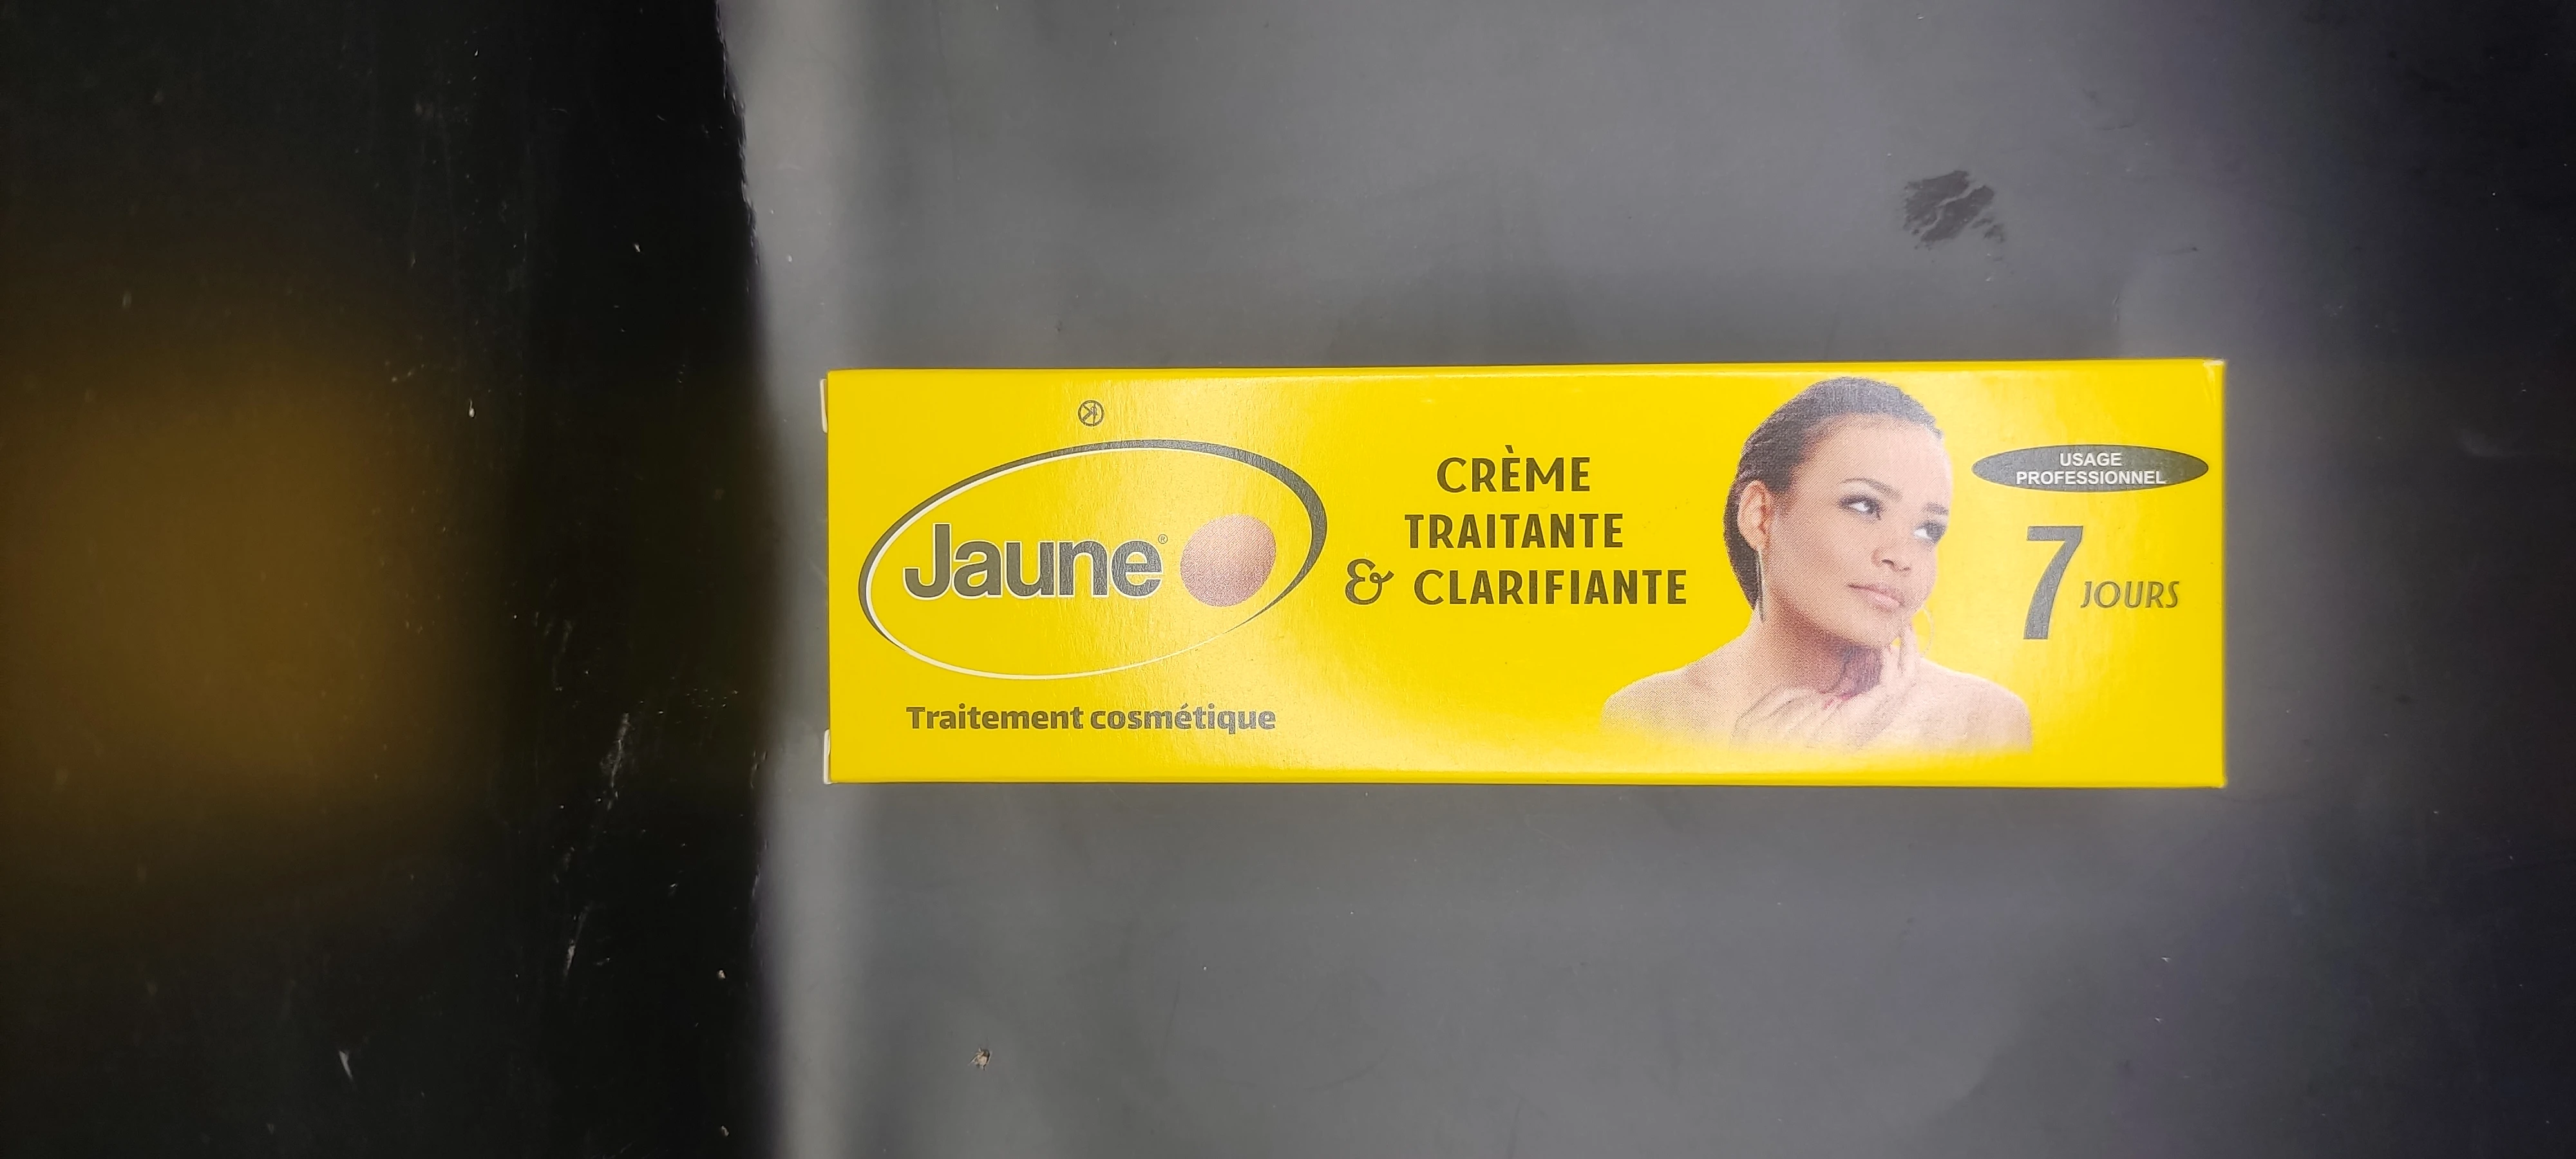 Jaune®
Traitement cosmétique
CRÈME
TRAITANTE
& CLARIFIANTE
USAGE
PROFESSIONNEL
7 JOURS